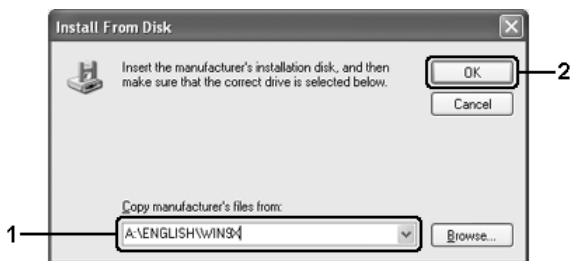 Install From Disk
Insert the manufacturer's installation disk, and then
make sure that the correct drive is selected below.
OK
2
Cancel
Copy manufacturer's files from:
1
A:\ENGLISH\WIN9X
Browse...